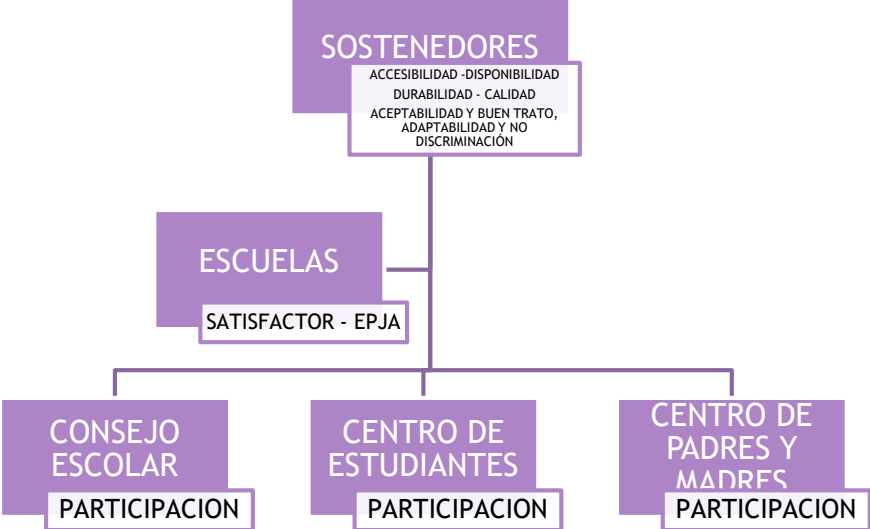 SOSTENEDORES
ACCESIBILIDAD -DISPONIBILIDAD
DURABILIDAD - CALIDAD
ACEPTABILIDAD Y BUEN TRATO,
ADAPTABILIDAD Y NO
DISCRIMINACIÓN
ESCUELAS
SATISFACTOR - EPJA
CONSEJO
ESCOLAR
PARTICIPACION
CENTRO DE
ESTUDIANTES
PARTICIPACION
CENTRO DE
PADRES Y
MADRES
PARTICIPACION